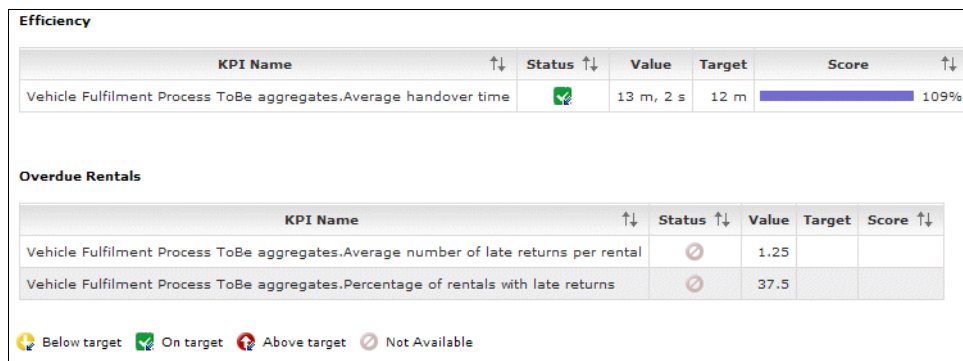 Efficiency
KPI Name Status Value Target Score
Vehicle Fulfilment Process ToBe aggregates.Average handover time 13 m, 2 s 12 m 109%
Overdue Rentals
KPI Name Status Value Target Score
Vehicle Fulfilment Process ToBe aggregates.Average number of late returns per rental 1.25
Vehicle Fulfilment Process ToBe aggregates.Percentage of rentals with late returns 37.5
Below target On target Above target Not Available